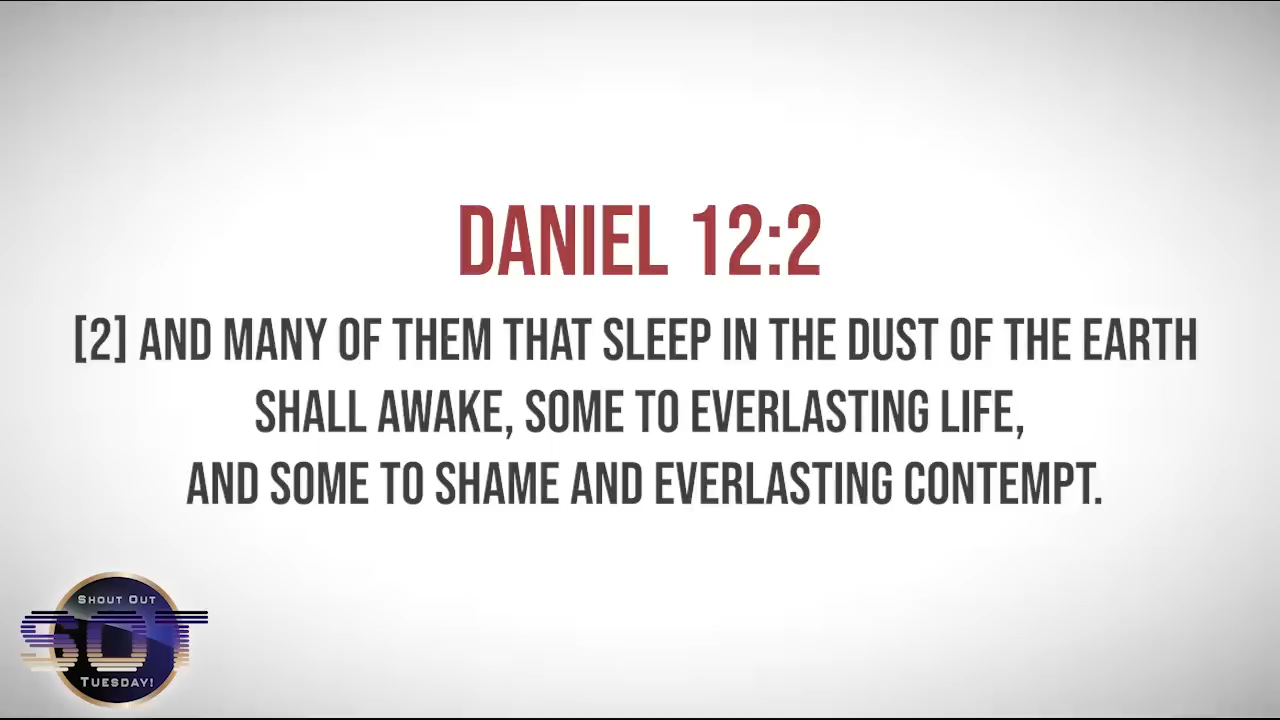 DANIEL 12:2
[2] AND MANY OF THEM THAT SLEEP IN THE DUST OF THE EARTH
SHALL AWAKE, SOME TO EVERLASTING LIFE,
AND SOME TO SHAME AND EVERLASTING CONTEMPT.
SHOUT OUT
SOT
TUESDAY!